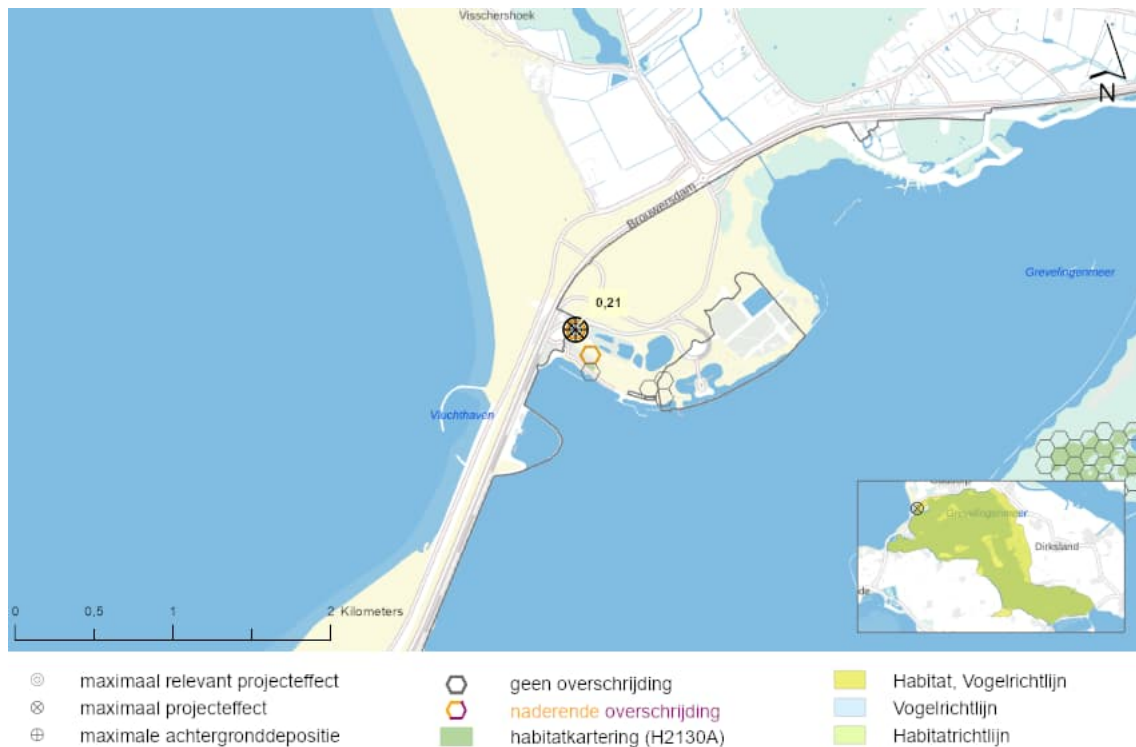 Visschershoek
N
Brouwersdam
Grevelingenmeer
0,21
Vluchthaven
Grevelingenmeer
Dirksland
de
0 0,5 1 2 Kilometers
maximaal relevant projecteffect
maximaal projecteffect
maximale achtergronddepositie
geen overschrijding
naderende overschrijding
habitatkartering (H2130A)
Habitat, Vogelrichtlijn
Vogelrichtlijn
Habitatrichtlijn